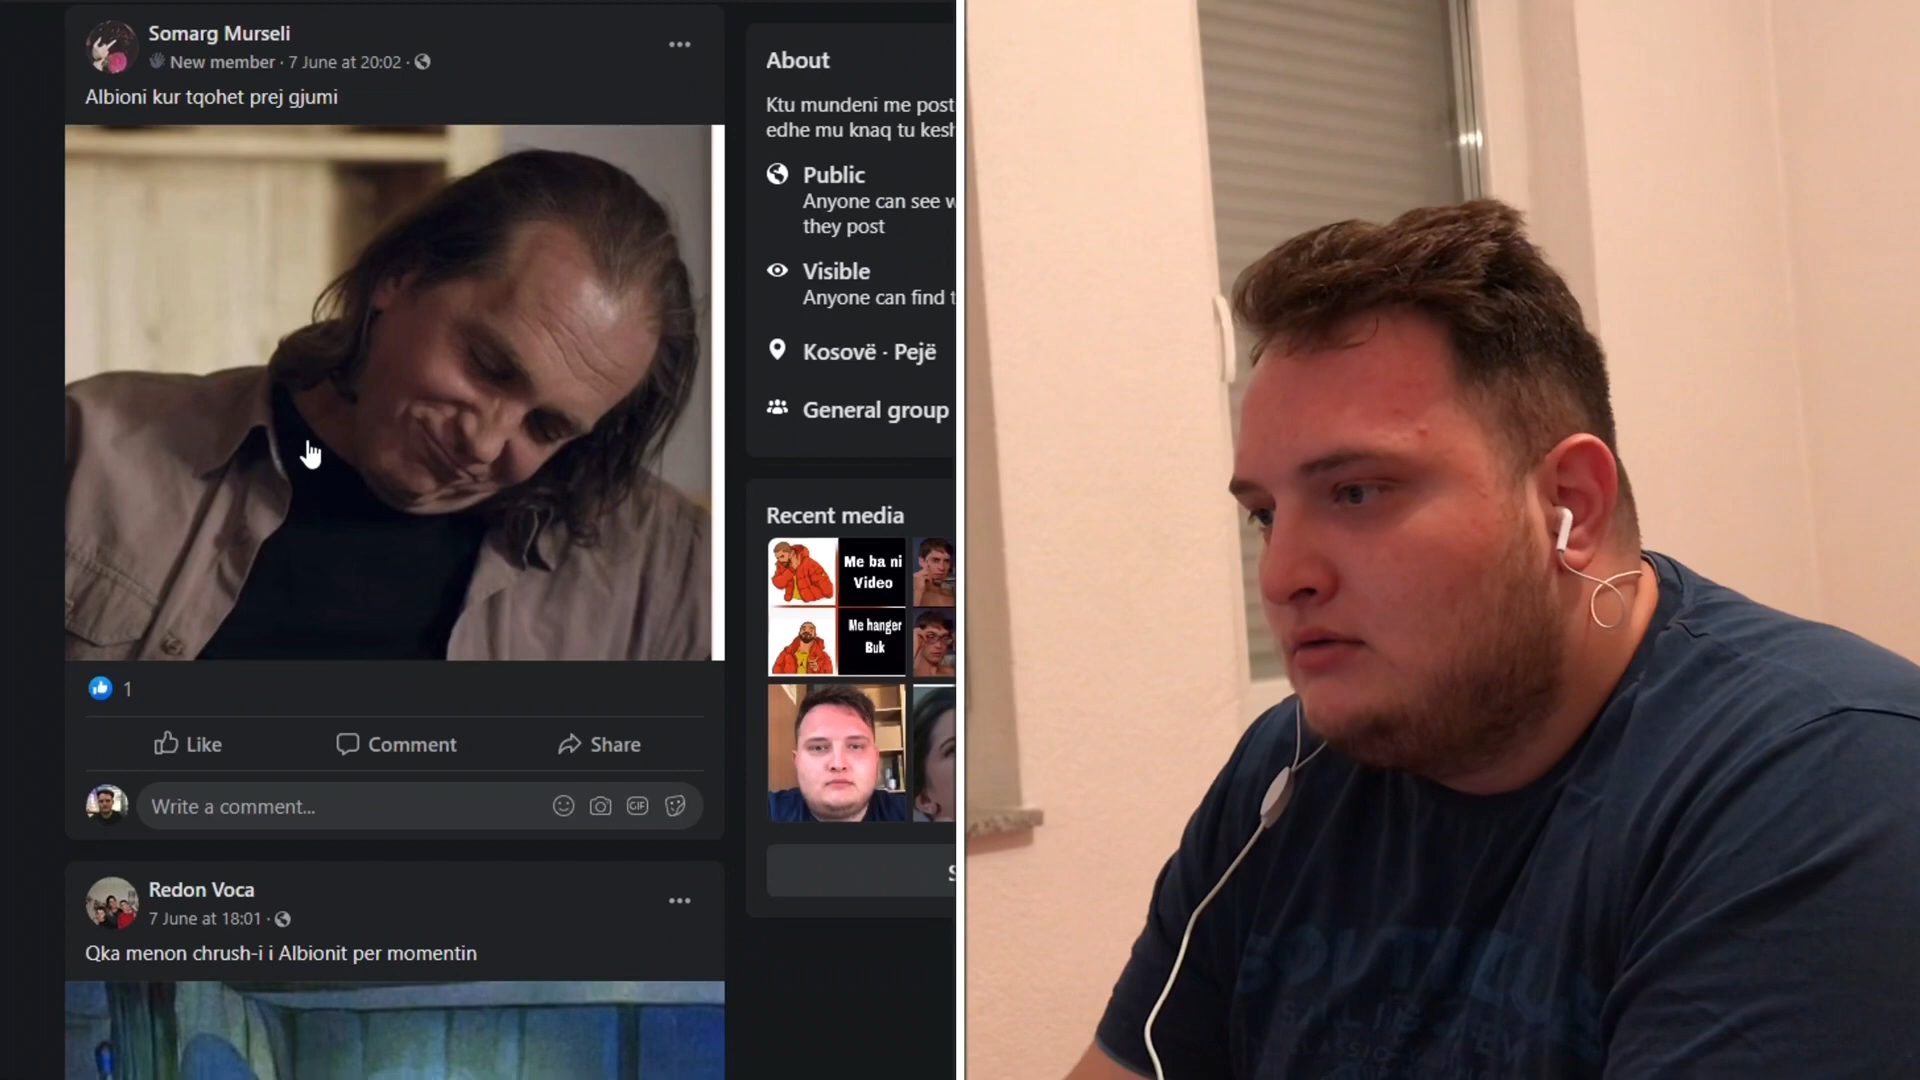 Somarg Murseli
New member · 7 June at 20:02 ·
Albioni kur tqohet prej gjumi
1
Like
Comment
Share
Write a comment...
GIF
Redon Voca
7 June at 18:01 ·
Qka menon chrush-i i Albionit per momentin
About
Ktu mundeni me post
edhe mu knaq tu kesh
Public
Anyone can see w
they post
Visible
Anyone can find t
Kosovë · Pejë
General group
Recent media
Me ba ni
Video
Me hanger
Buk
S